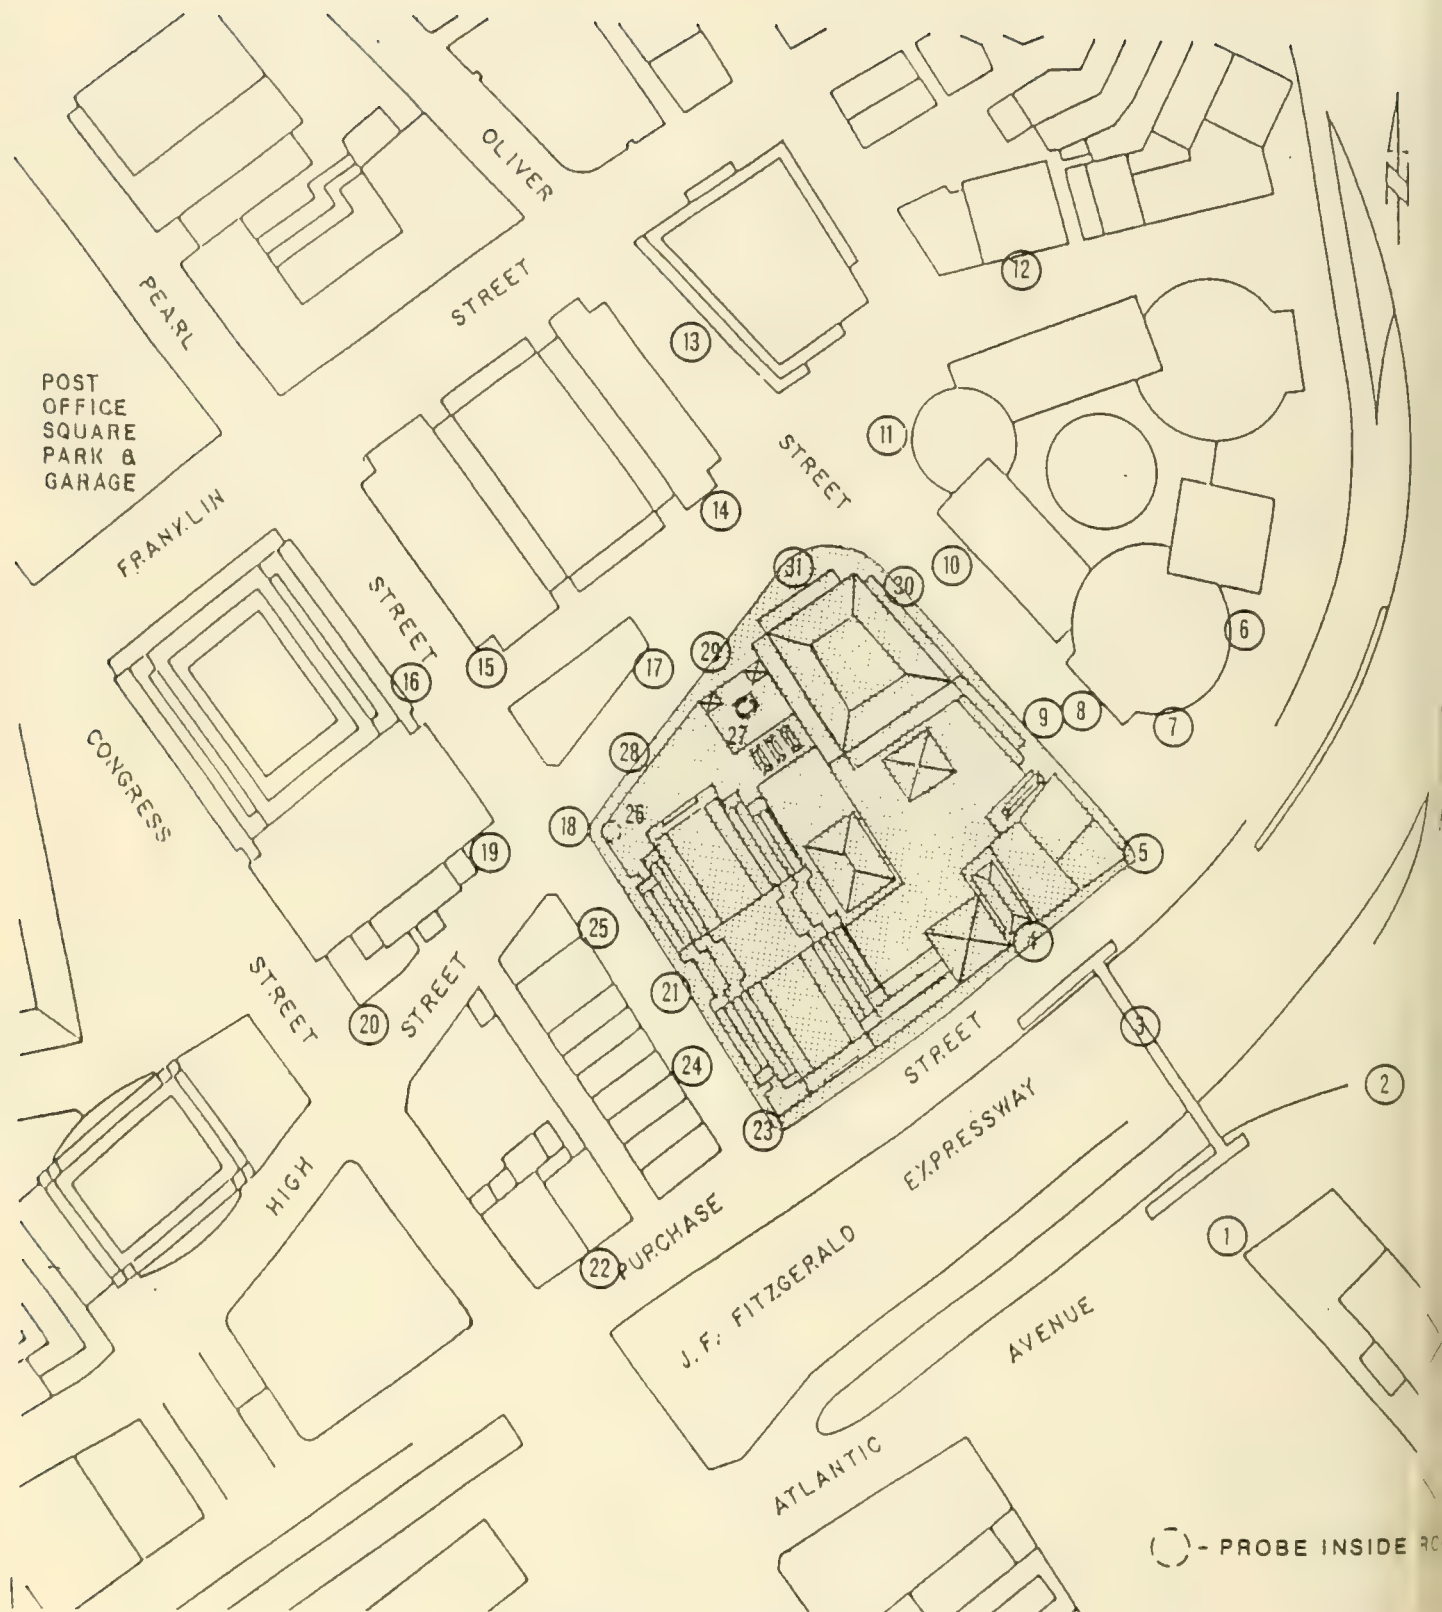 OLIVER
STREET
PEARL
STREET
POST
OFFICE
SQUARE
PARK &
GARAGE
FRANKLIN
STREET
CONGRESS
STREET
STREET
HIGH
STREET
PURCHASE
STREET
J. F. FITZGERALD
EXPRESSWAY
ATLANTIC
AVENUE
N
12
13
11
14
10
31
30
6
29
17
15
16
9
8
7
27
28
18
26
19
5
25
4
21
20
3
24
2
23
22
1
- PROBE INSIDE